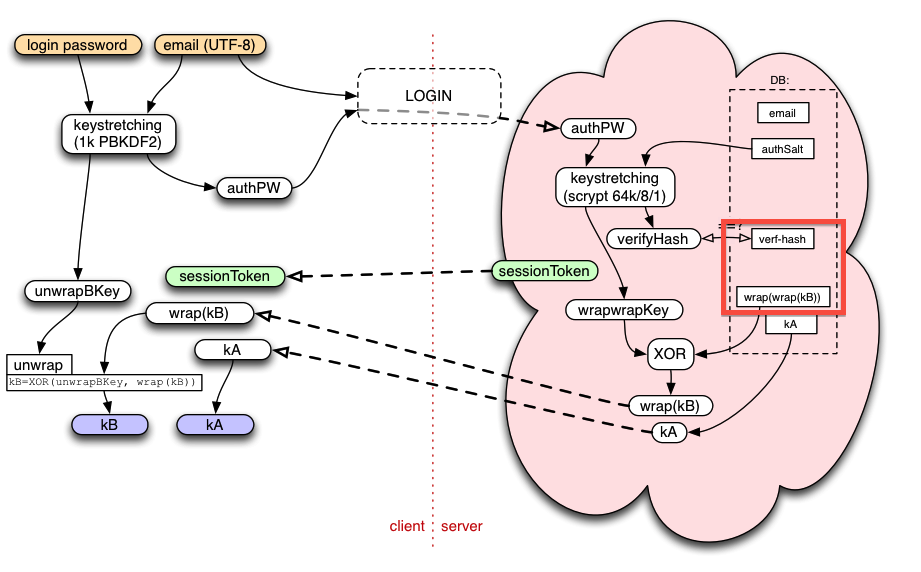 login password
email (UTF-8)
LOGIN
keystretching
(1k PBKDF2)
authPW
unwrapBKey
sessionToken
wrap(kB)
kA
unwrap
kB=XOR(unwrapBKey, wrap(kB))
kB
kA
client
server
DB:
email
authPW
authSalt
keystretching
(scrypt 64k/8/1)
verifyHash
verf-hash
sessionToken
wrap(wrap(kB))
wrapwrapKey
kA
XOR
wrap(kB)
kA